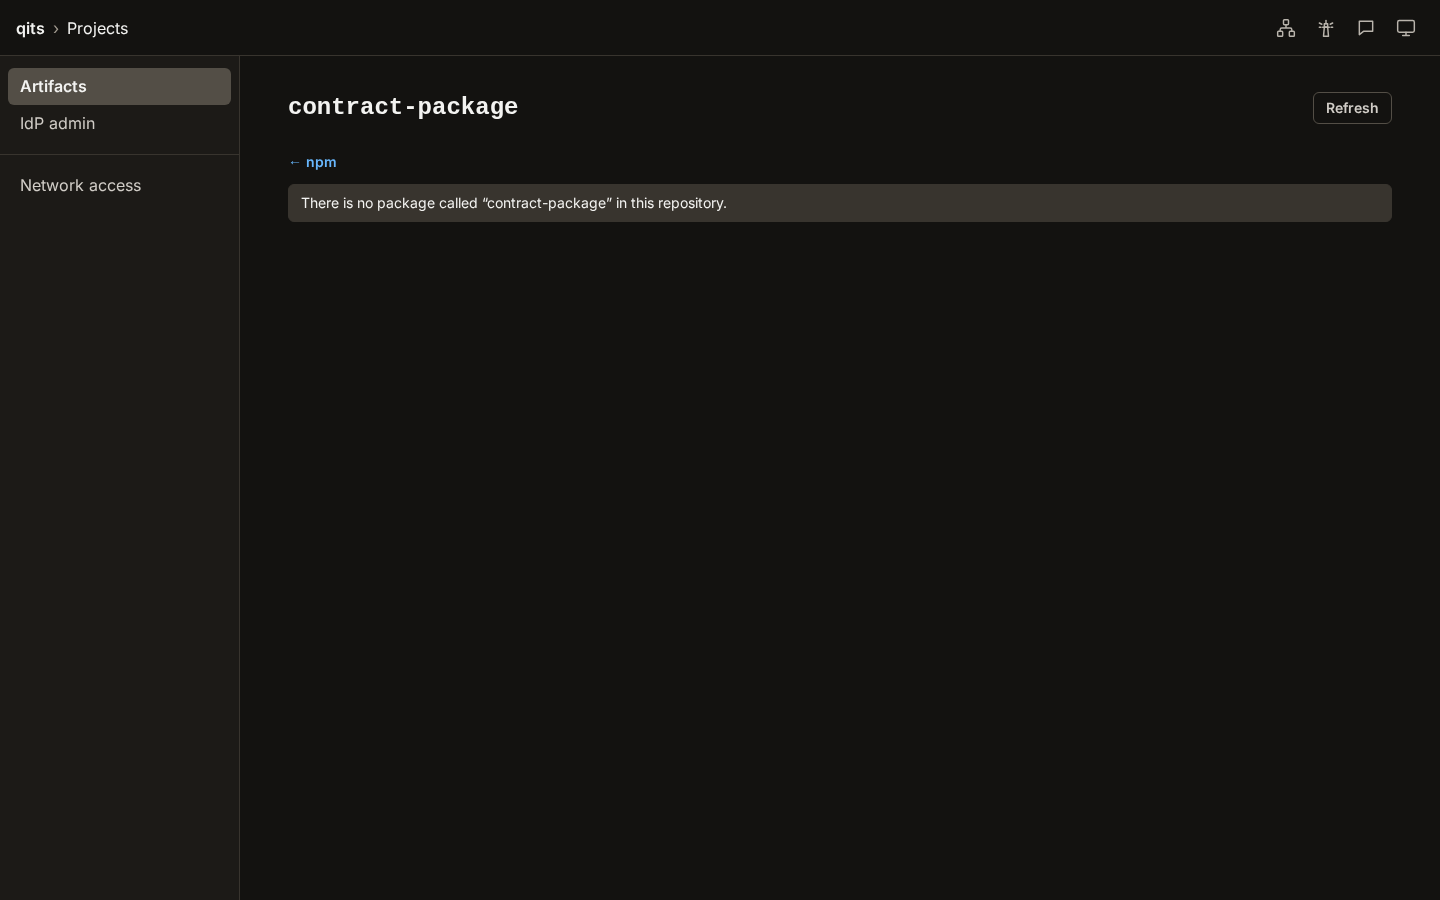 qits › Projects
Artifacts
IdP admin
Network access
contract-package
Refresh
← npm
There is no package called “contract-package” in this repository.